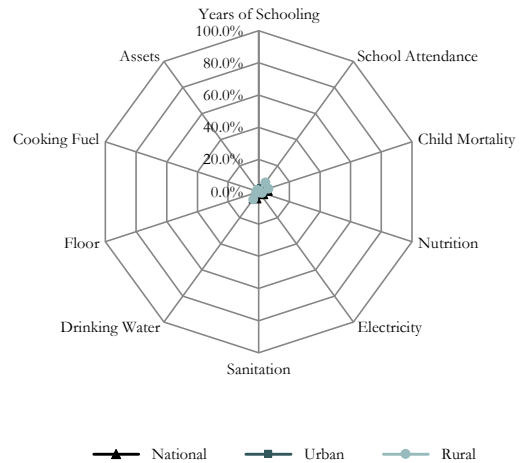 Years of Schooling
100.0%
Assets
School Attendance
80.0%
60.0%
Cooking Fuel
Child Mortality
40.0%
20.0%
0.0%
Floor
Nutrition
Drinking Water
Electricity
Sanitation
National Urban Rural